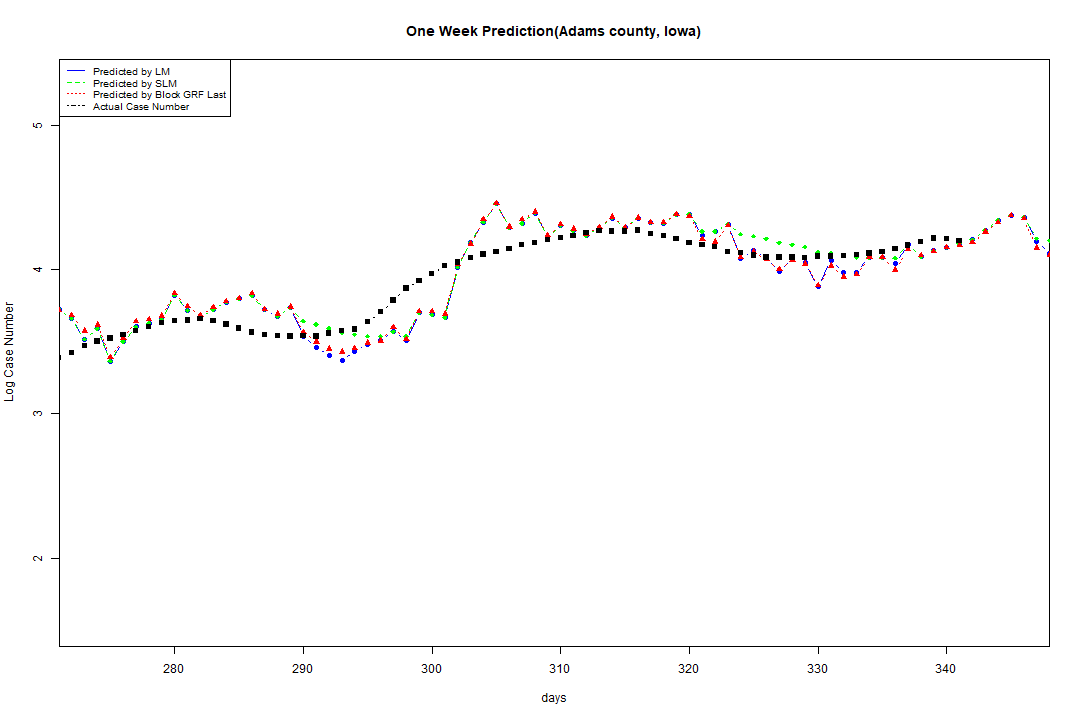 One Week Prediction(Adams county, Iowa)
Predicted by LM
Predicted by SLM
Predicted by Block GRF Last
Actual Case Number
5
4
3
2
Log Case Number
280 290 300 310 320 330 340
days